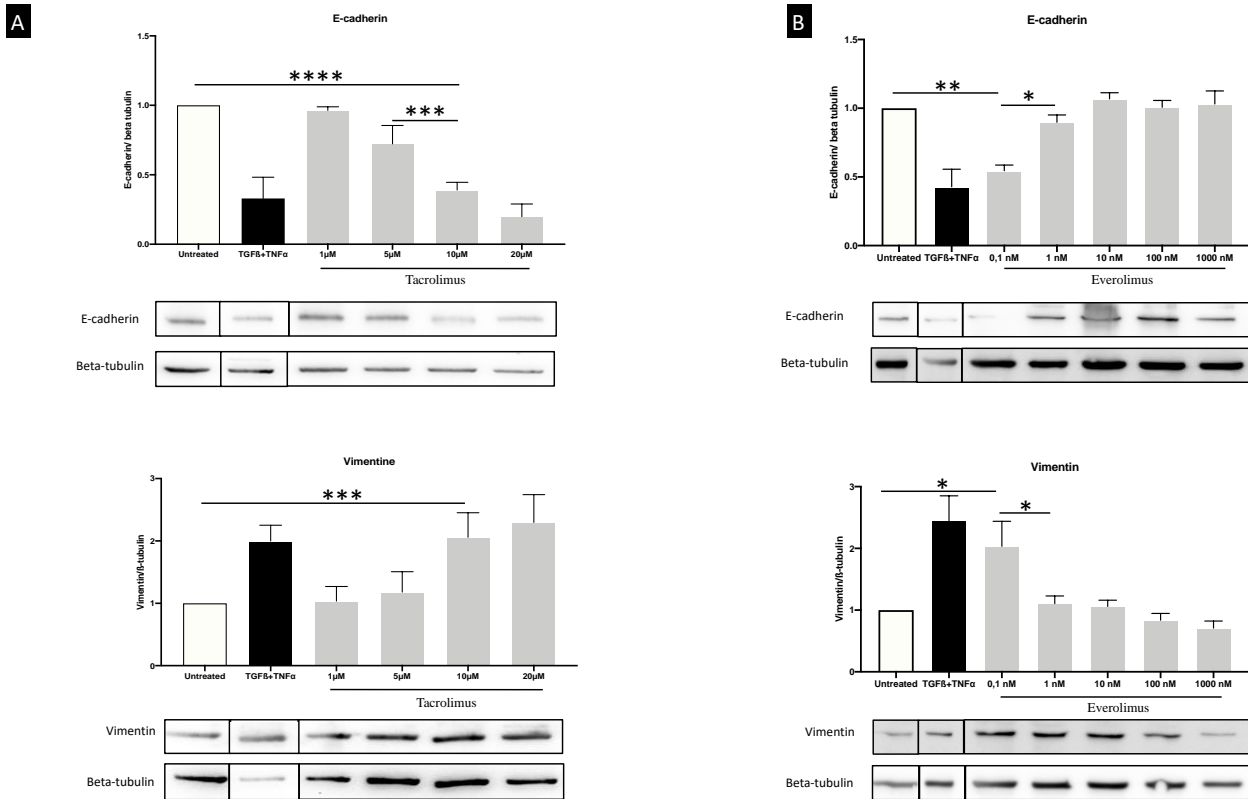 A
E-cadherin
E-cadherin/ beta tubulin
1.5
1.0
0.5
0.0
****
***
Untreated TGFß+TNFα 1µM 5µM 10µM 20µM
Tacrolimus
E-cadherin
Beta-tubulin
Vimentine
Vimentin/ß-tubulin
3
2
1
0
***
Untreated TGFß+TNFα 1µM 5µM 10µM 20µM
Tacrolimus
Vimentin
Beta-tubulin
B
E-cadherin
E-cadherin/ beta tubulin
1.5
1.0
0.5
0.0
**
*
Untreated TGFß+TNFα 0,1 nM 1 nM 10 nM 100 nM 1000 nM
Everolimus
E-cadherin
Beta-tubulin
Vimentin
Vimentin/ß-tubulin
3
2
1
0
*
*
Untreated TGFß+TNFα 0,1 nM 1 nM 10 nM 100 nM 1000 nM
Everolimus
Vimentin
Beta-tubulin